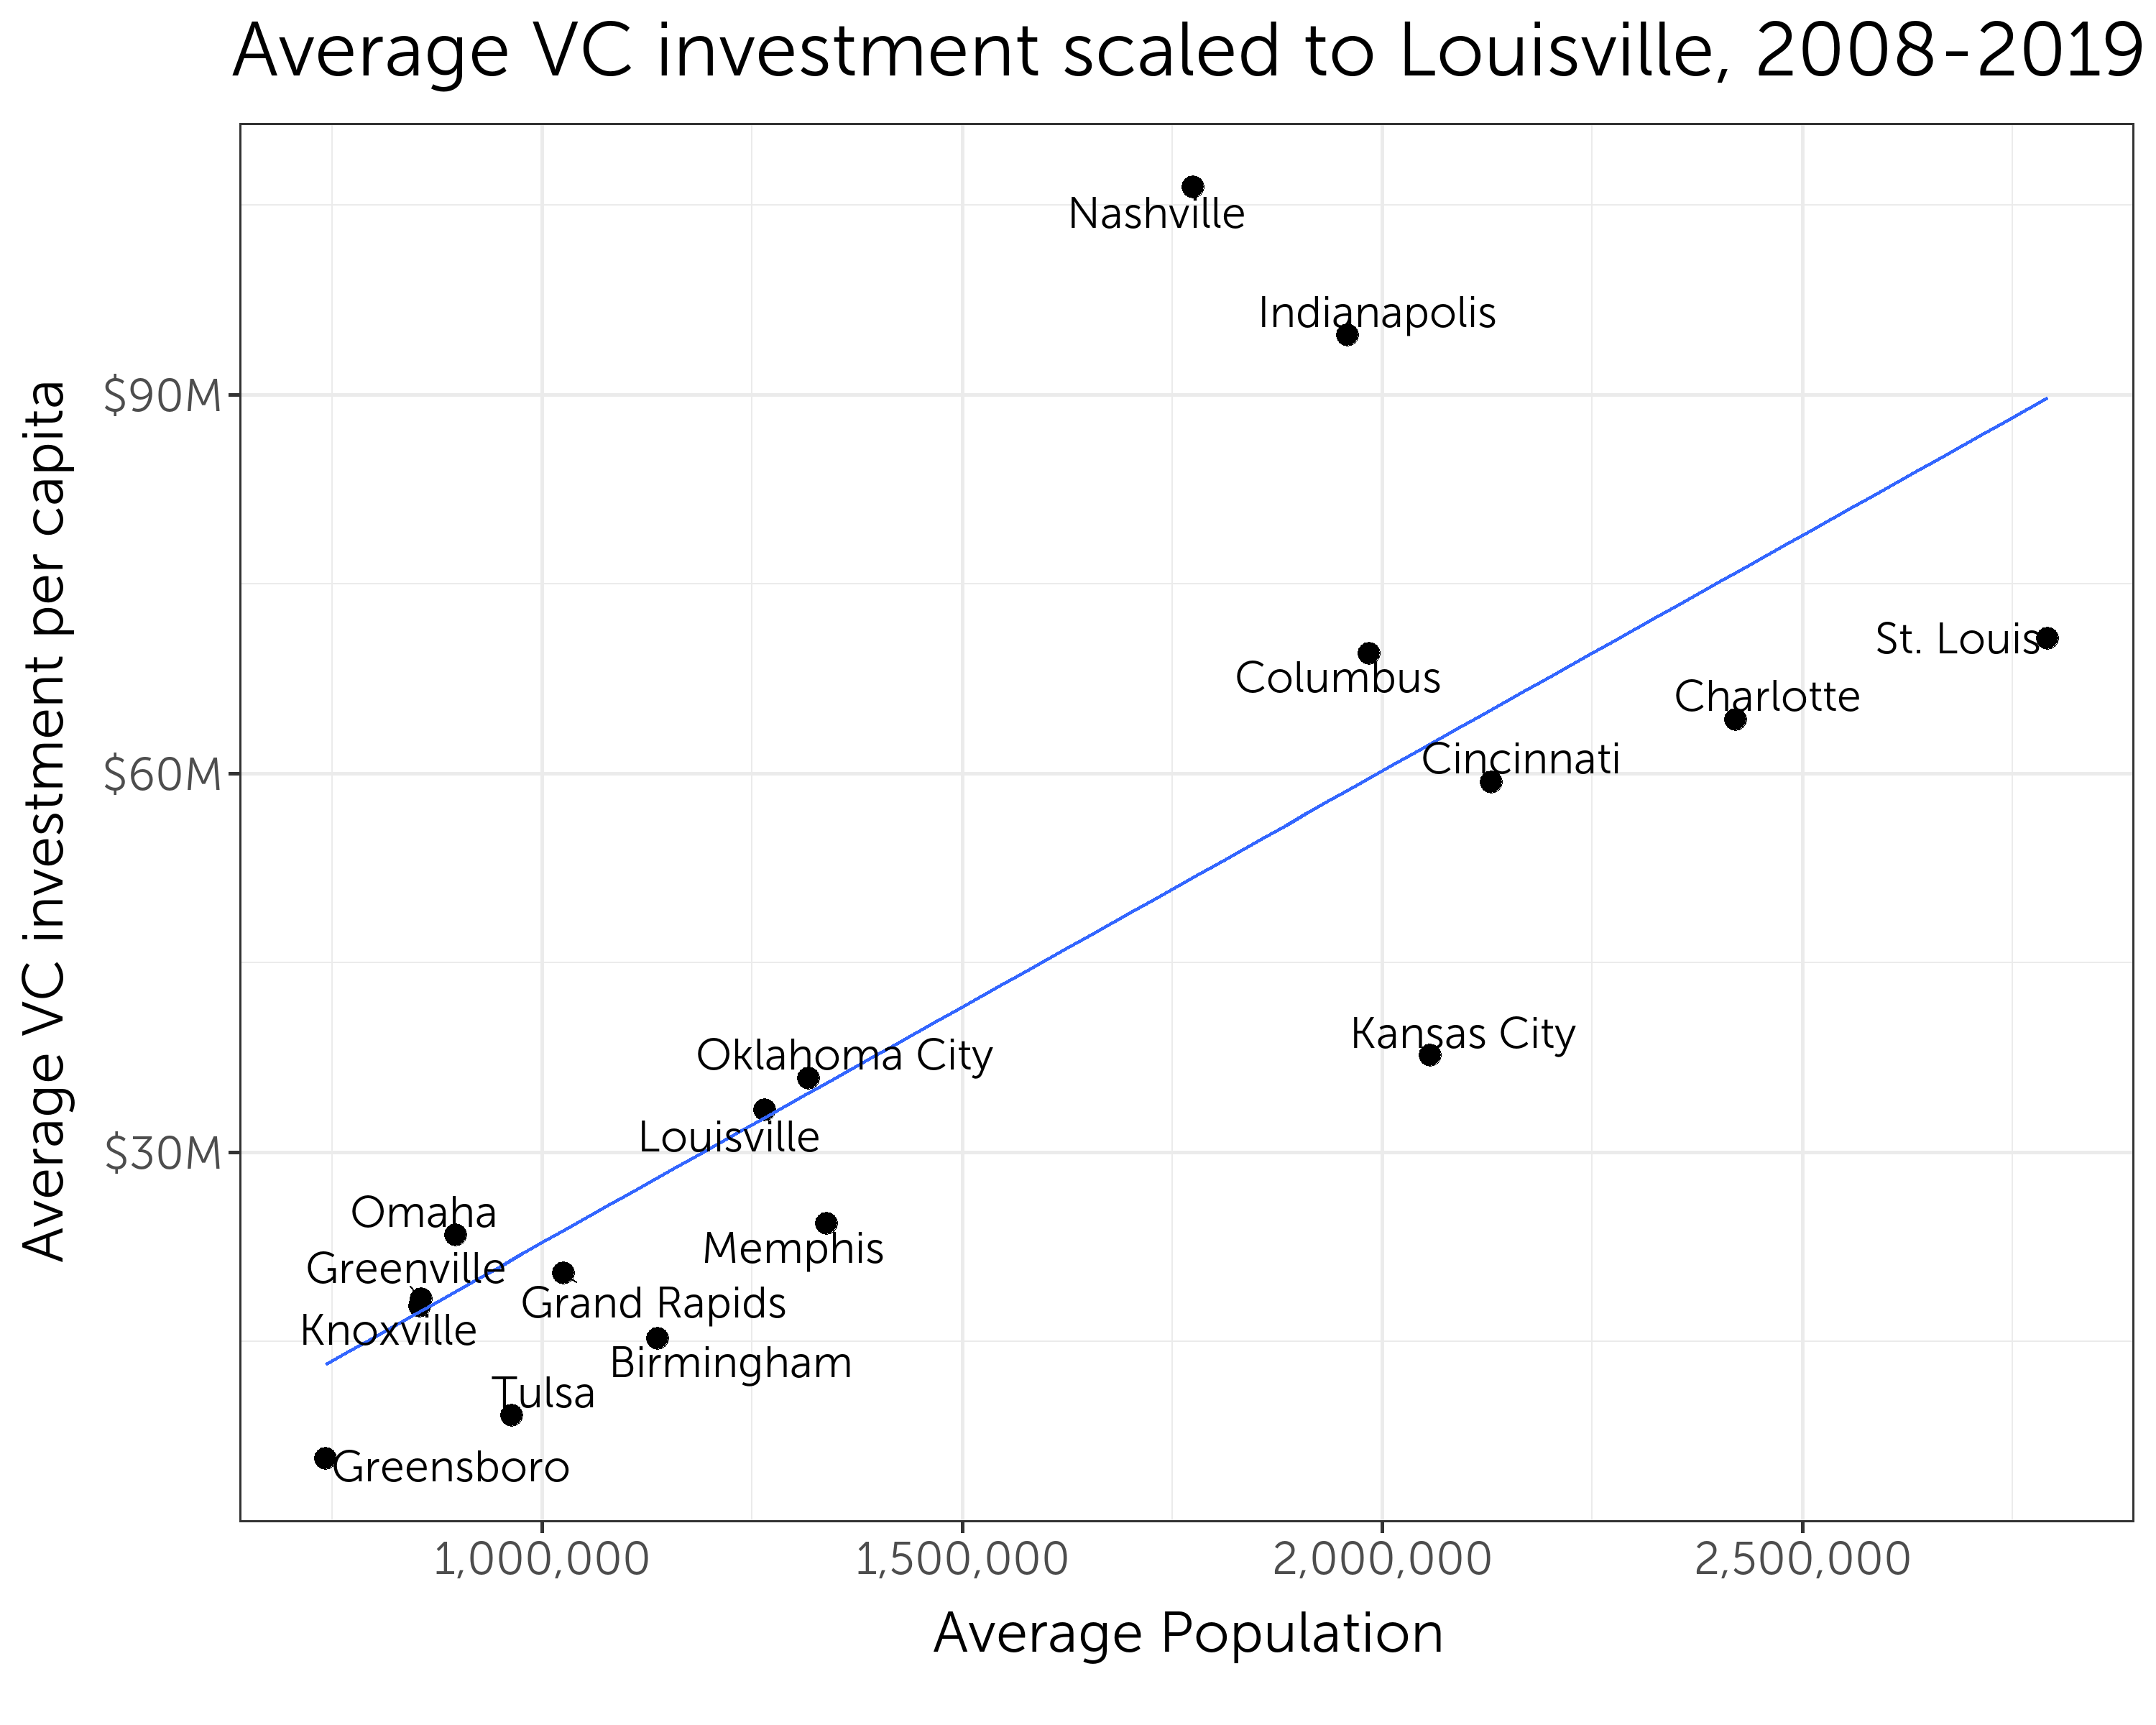 Average VC investment scaled to Louisville, 2008-2019
Average VC investment per capita
$90M
$60M
$30M
Nashville
Indianapolis
St. Louis
Columbus
Charlotte
Cincinnati
Kansas City
Oklahoma City
Louisville
Omaha
Memphis
Greenville
Grand Rapids
Knoxville
Birmingham
Tulsa
Greensboro
1,000,000
1,500,000
2,000,000
2,500,000
Average Population